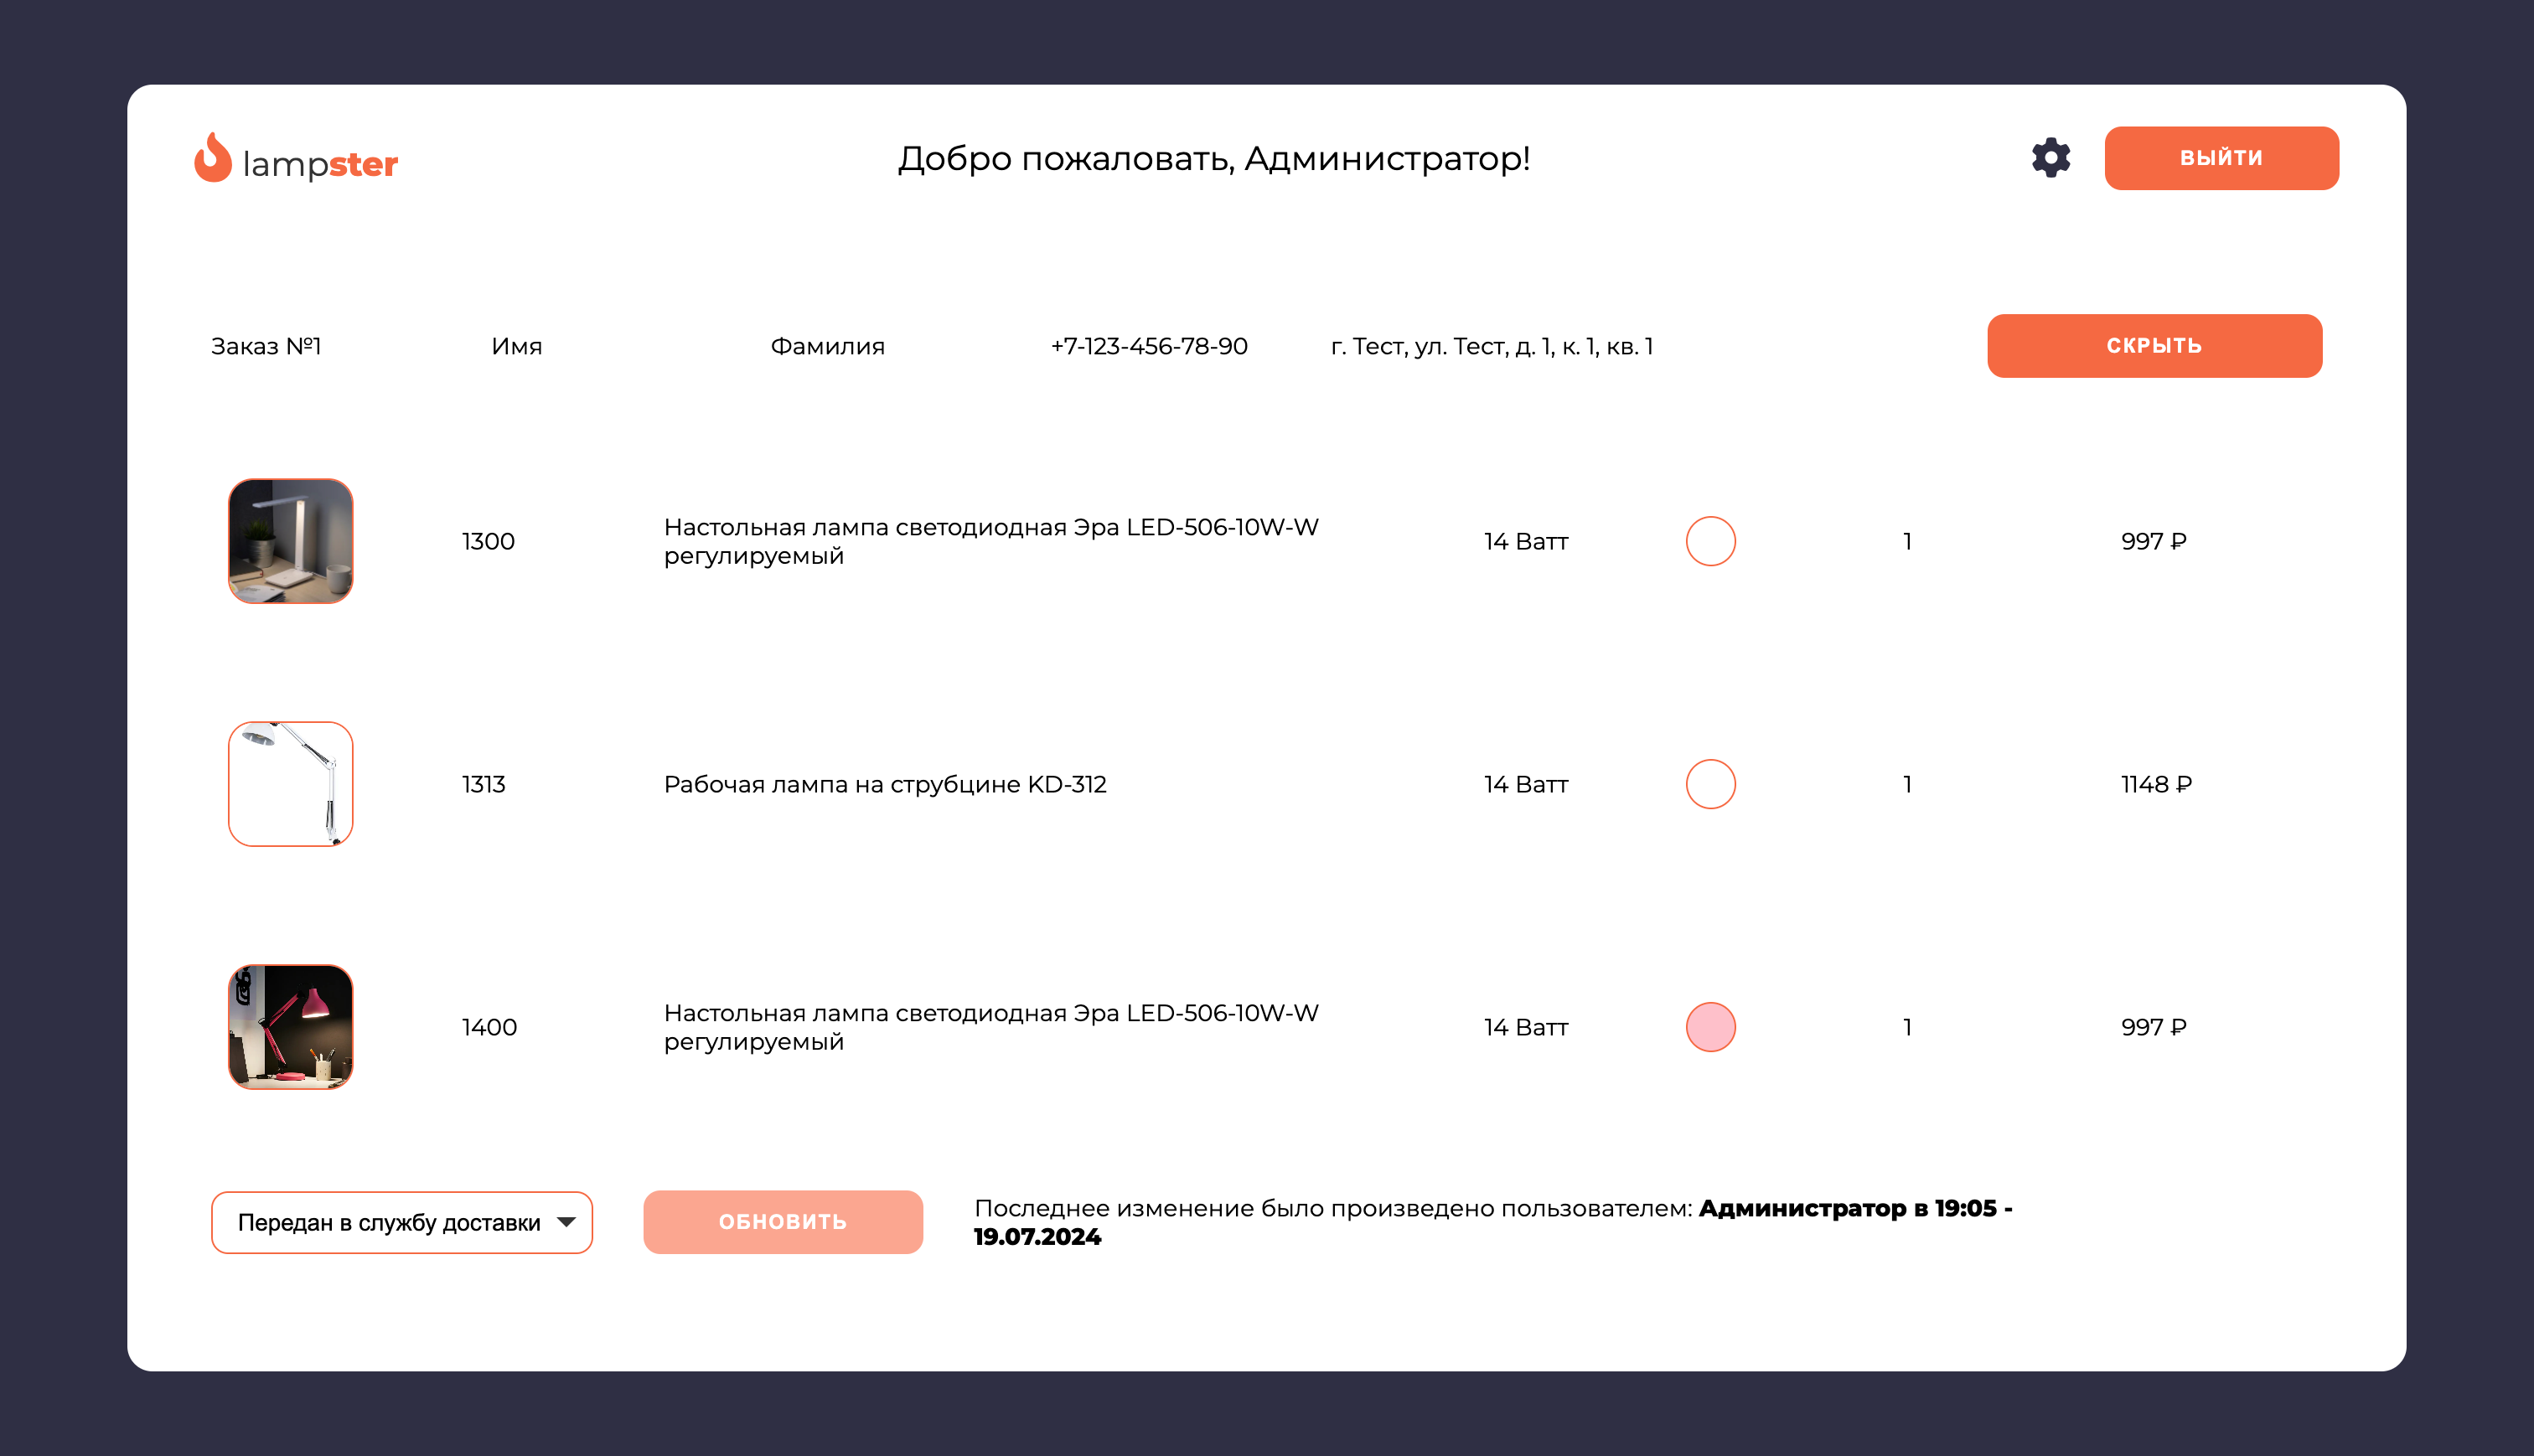 lampster
Добро пожаловать, Администратор!
ВЫЙТИ
Заказ №1
Имя
Фамилия
+7-123-456-78-90
г. Тест, ул. Тест, д. 1, к. 1, кв. 1
СКРЫТЬ
1300
Настольная лампа светодиодная Эра LED-506-10W-W
регулируемый
14 Ватт
1
997 ₽
1313
Рабочая лампа на струбцине KD-312
14 Ватт
1
1148 ₽
1400
Настольная лампа светодиодная Эра LED-506-10W-W
регулируемый
14 Ватт
1
997 ₽
Передан в службу доставки
ОБНОВИТЬ
Последнее изменение было произведено пользователем: Администратор в 19:05 -
19.07.2024